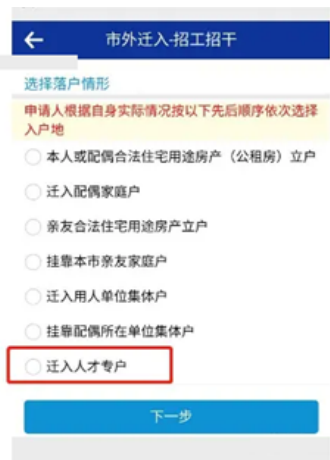 市外迁入-招工招干
选择落户情形
申请人根据自身实际情况按以下先后顺序依次选择
入户地
本人或配偶合法住宅用途房产（公租房）立户
迁入配偶家庭户
亲友合法住宅用途房产立户
挂靠本市亲友家庭户
迁入用人单位集体户
挂靠配偶所在单位集体户
迁入人才专户
下一步